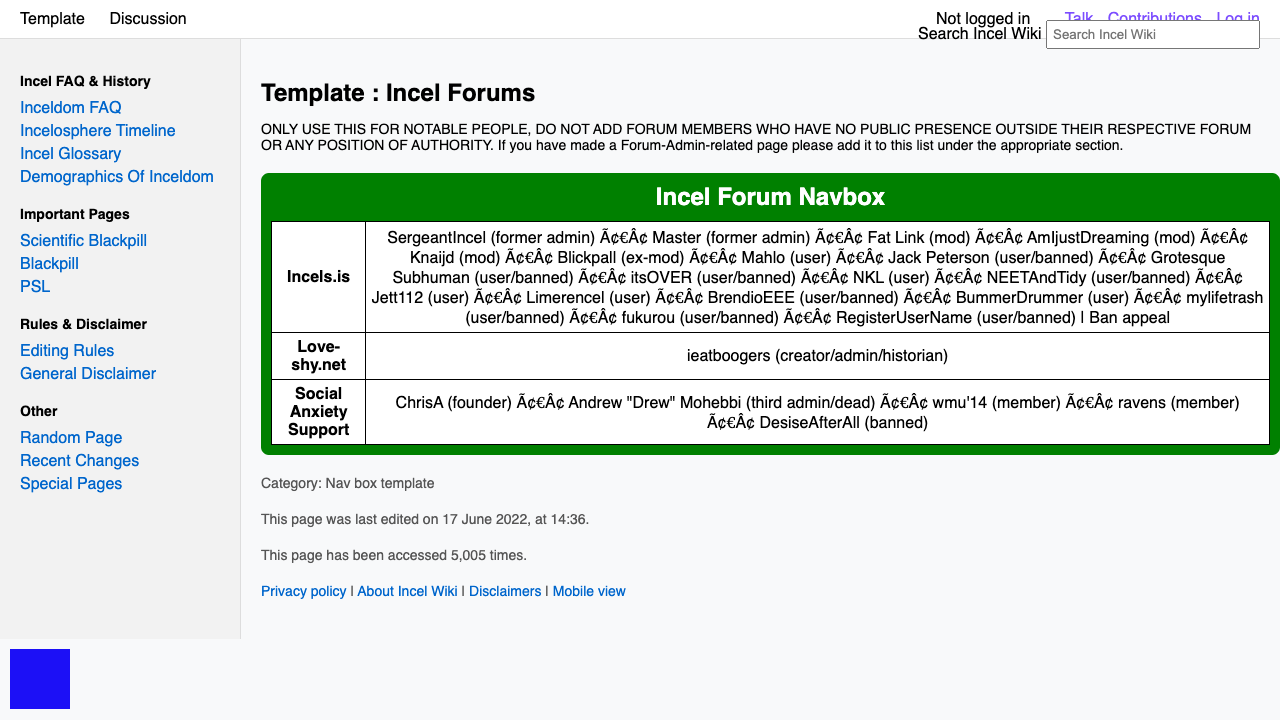 Template Discussion Not logged in Talk Contributions Log in
Search Incel Wiki Search Incel Wiki
Incel FAQ & History
Inceldom FAQ
Incelosphere Timeline
Incel Glossary
Demographics Of Inceldom
Important Pages
Scientific Blackpill
Blackpill
PSL
Rules & Disclaimer
Editing Rules
General Disclaimer
Other
Random Page
Recent Changes
Special Pages
Template : Incel Forums
ONLY USE THIS FOR NOTABLE PEOPLE, DO NOT ADD FORUM MEMBERS WHO HAVE NO PUBLIC PRESENCE OUTSIDE THEIR RESPECTIVE FORUM
OR ANY POSITION OF AUTHORITY. If you have made a Forum-Admin-related page please add it to this list under the appropriate section.
Incel Forum Navbox
Incels.is
SergeantIncel (former admin) Ã¢€Â¢ Master (former admin) Ã¢€Â¢ Fat Link (mod) Ã¢€Â¢ AmIjustDreaming (mod) Ã¢€Â¢
Knaijd (mod) Ã¢€Â¢ Blickpall (ex-mod) Ã¢€Â¢ Mahlo (user) Ã¢€Â¢ Jack Peterson (user/banned) Ã¢€Â¢ Grotesque
Subhuman (user/banned) Ã¢€Â¢ itsOVER (user/banned) Ã¢€Â¢ NKL (user) Ã¢€Â¢ NEETAndTidy (user/banned) Ã¢€Â¢
Jett112 (user) Ã¢€Â¢ Limerencel (user) Ã¢€Â¢ BrendioEEE (user/banned) Ã¢€Â¢ BummerDrummer (user) Ã¢€Â¢ mylifetrash
(user/banned) Ã¢€Â¢ fukurou (user/banned) Ã¢€Â¢ RegisterUserName (user/banned) | Ban appeal
Love-
shy.net
ieatboogers (creator/admin/historian)
Social
Anxiety
Support
ChrisA (founder) Ã¢€Â¢ Andrew "Drew" Mohebbi (third admin/dead) Ã¢€Â¢ wmu'14 (member) Ã¢€Â¢ ravens (member)
Ã¢€Â¢ DesiseAfterAll (banned)
Category: Nav box template
This page was last edited on 17 June 2022, at 14:36.
This page has been accessed 5,005 times.
Privacy policy | About Incel Wiki | Disclaimers | Mobile view